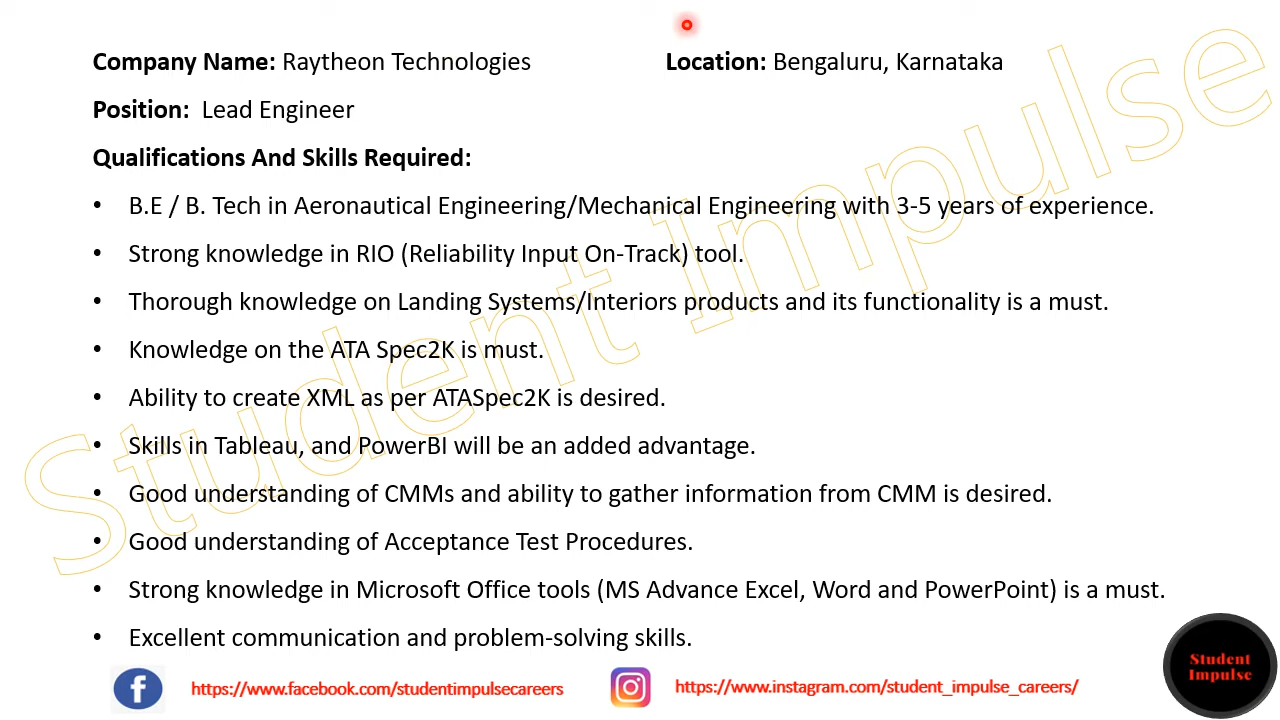 Company Name: Raytheon Technologies Location: Bengaluru, Karnataka
Position: Lead Engineer
Qualifications And Skills Required:
• B.E / B. Tech in Aeronautical Engineering/Mechanical Engineering with 3-5 years of experience.
• Strong knowledge in RIO (Reliability Input On-Track) tool.
• Thorough knowledge on Landing Systems/Interiors products and its functionality is a must.
• Knowledge on the ATA Spec2K is must.
• Ability to create XML as per ATASpec2K is desired.
• Skills in Tableau, and PowerBI will be an added advantage.
• Good understanding of CMMs and ability to gather information from CMM is desired.
• Good understanding of Acceptance Test Procedures.
• Strong knowledge in Microsoft Office tools (MS Advance Excel, Word and PowerPoint) is a must.
• Excellent communication and problem-solving skills.
Student Impulse
https://www.facebook.com/studentimpulsecareers https://www.instagram.com/student_impulse_careers/
Student
Impulse